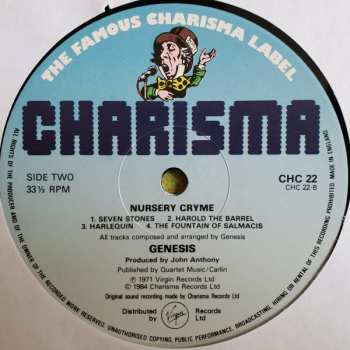 THE FAMOUS CHARISMA LABEL
CHARISMA
SIDE TWO
33⅓ RPM
CHC 22
CHC 22-B
NURSERY CRYME
1. SEVEN STONES 2. HAROLD THE BARREL
3. HARLEQUIN 4. THE FOUNTAIN OF SALMACIS
All tracks composed and arranged by Genesis
GENESIS
Produced by John Anthony
Published by Quartet Music/Carlin
℗ 1971 Virgin Records Ltd
© 1984 Charisma Records Ltd
Original sound recording made by Charisma Records Ltd
Distributed by Virgin Records Ltd
ALL RIGHTS OF THE PRODUCER AND OF THE OWNER OF THE RECORDED WORK RESERVED. UNAUTHORISED COPYING, PUBLIC PERFORMANCE, BROADCASTING, HIRING OR RENTAL OF THIS RECORDING PROHIBITED. MADE IN ENGLAND.